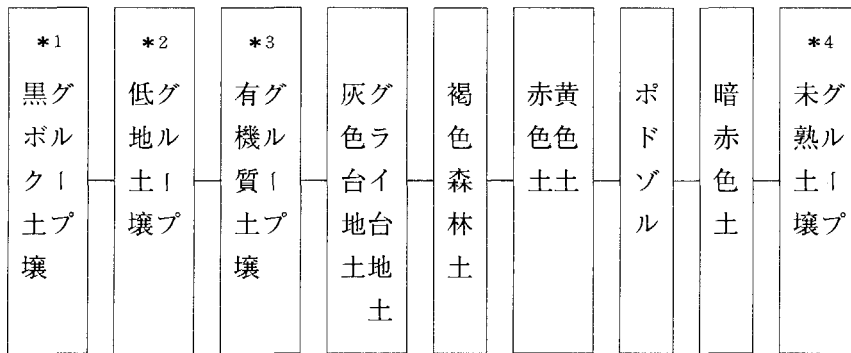 *1
黒ボク土壌
グループ
*2
低地土壌
グループ
*3
有機質土壌
グループ
灰色台地土
グライ台地土
褐色森林土
赤色土
黄色土
ポドゾル
暗赤色土
*4
未熟土壌
グループ